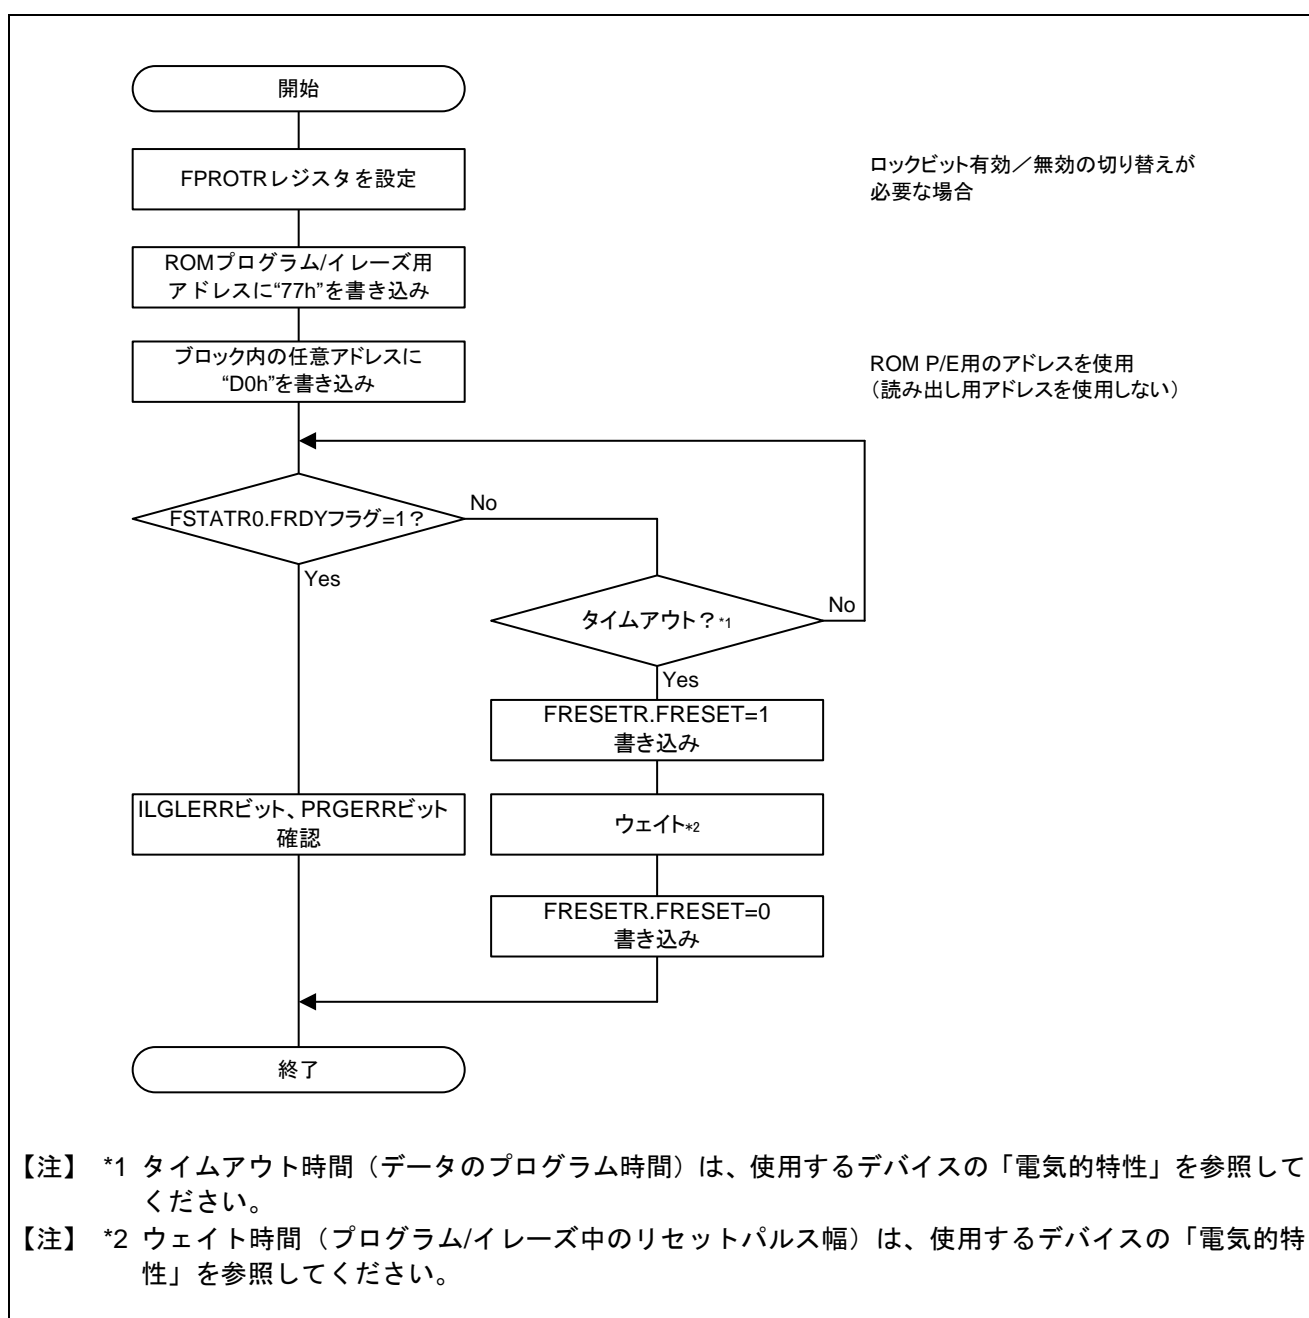 開始
FPROTRレジスタを設定
ロックビット有効／無効の切り替えが
必要な場合
ROMプログラム/イレーズ用
アドレスに“77h”を書き込み
ブロック内の任意アドレスに
“D0h”を書き込み
ROM P/E用のアドレスを使用
（読み出し用アドレスを使用しない）
FSTATR0.FRDYフラグ=1？
No
Yes
タイムアウト？*1
No
Yes
FRESETR.FRESET=1
書き込み
ILGLERRビット、PRGERRビット
確認
ウェイト*2
FRESETR.FRESET=0
書き込み
終了
【注】 *1 タイムアウト時間（データのプログラム時間）は、使用するデバイスの「電気的特性」を参照して
ください。
【注】 *2 ウェイト時間（プログラム/イレーズ中のリセットパルス幅）は、使用するデバイスの「電気的特
性」を参照してください。